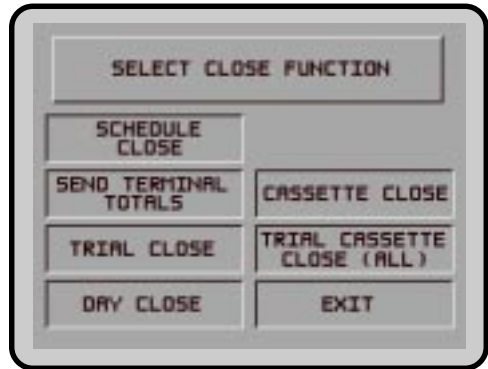 SELECT CLOSE FUNCTION
SCHEDULE
CLOSE
SEND TERMINAL
TOTALS
CASSETTE CLOSE
TRIAL CLOSE
TRIAL CASSETTE
CLOSE (ALL)
DAY CLOSE
EXIT